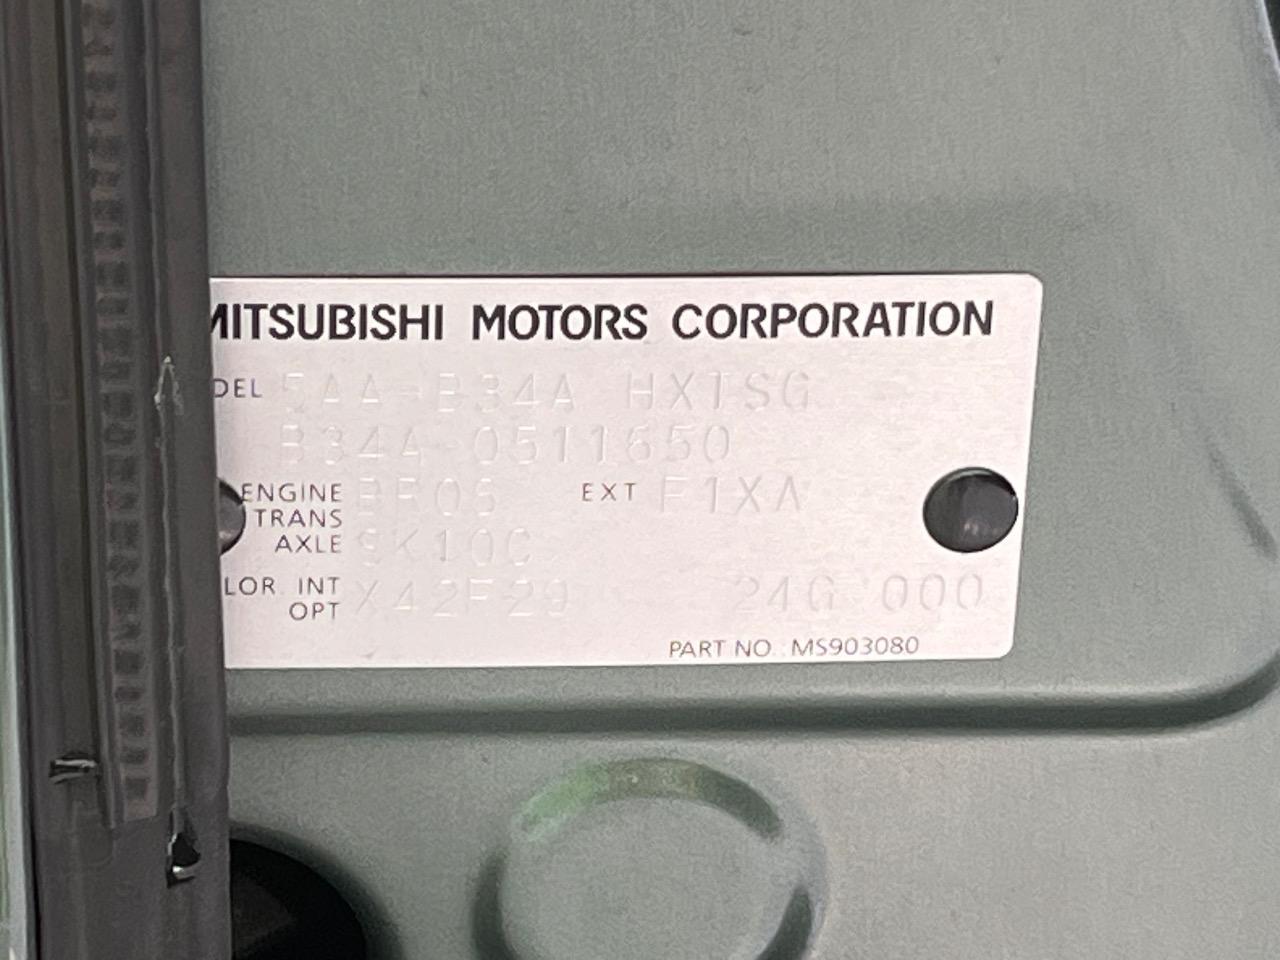 MITSUBISHI MOTORS CORPORATION
DEL 5AA-B34A HXTSG
B34A-0511650
ENGINE BR06 EXT F1XA
TRANS
AXLE 9K10C
LOR INT
OPT X42F29 24G 000
PART NO.: MS903080